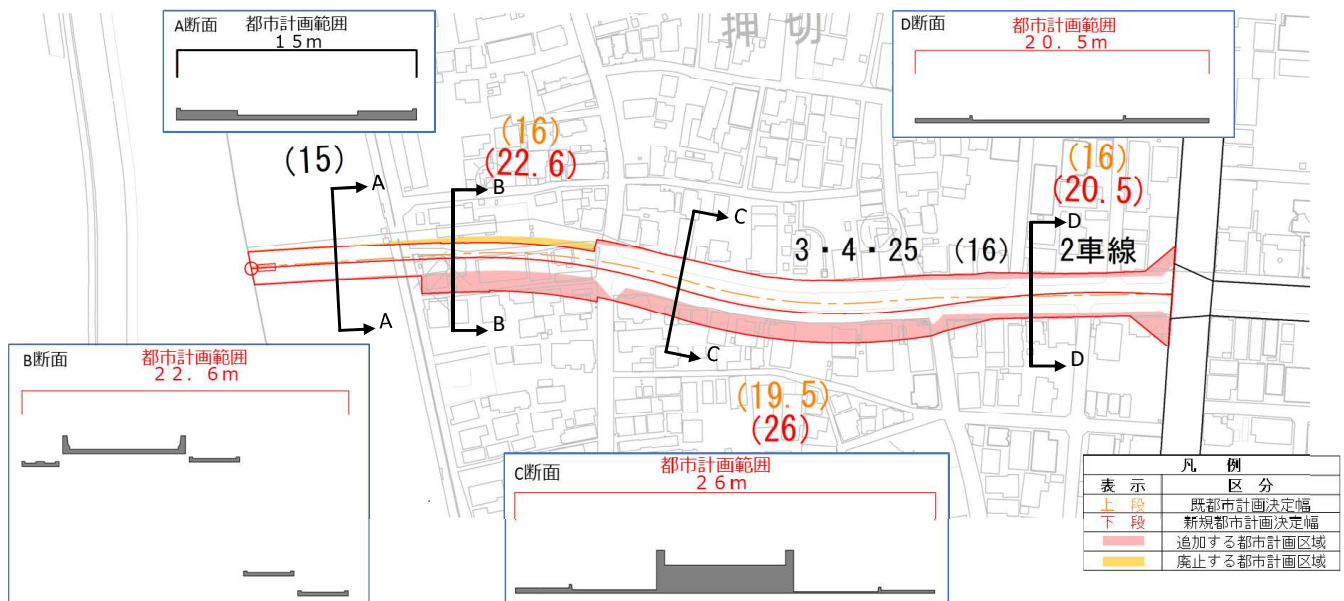 A断面 都市計画範囲
15m
押切
D断面 都市計画範囲
20.5m
(15)
(16)
(22.6)
(16)
(20.5)
A
B
C
D
3・4・25 (16) 2車線
A
B
C
D
B断面 都市計画範囲
22.6m
(19.5)
(26)
C断面 都市計画範囲
26m
凡 例
表 示 区 分
上 段 既都市計画決定幅
下 段 新規都市計画決定幅
追加する都市計画区域
廃止する都市計画区域